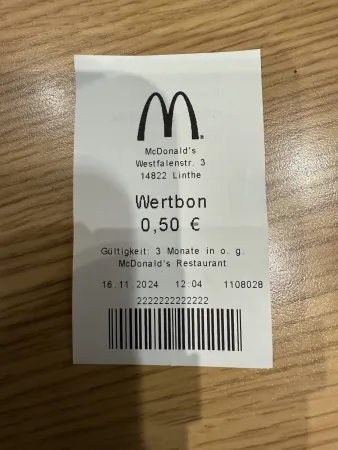 McDonald's
Westfalenstr. 3
14822 Linthe
Wertbon
0,50 €
Gültigkeit: 3 Monate in o. g.
McDonald's Restaurant
16.11.2024 12:04 1108028
2222222222222